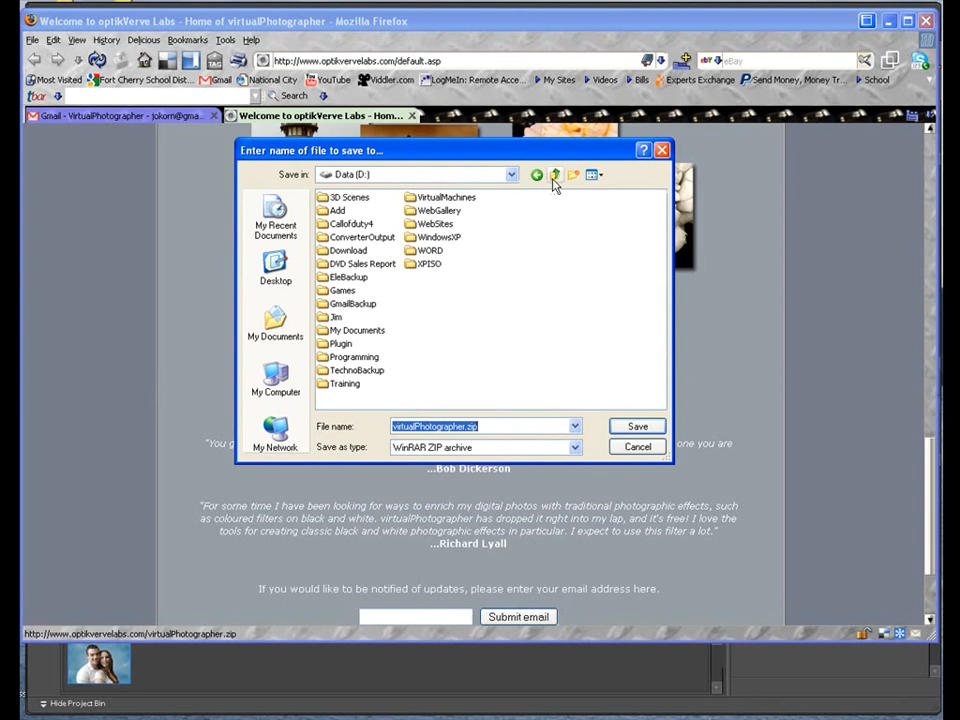 Welcome to optikVerve Labs - Home of virtualPhotographer - Mozilla Firefox
File Edit View History Delicious Bookmarks Tools Help
http://www.optikvervelabs.com/default.asp
eBay
Most Visited Fort Cherry School Dist... Gmail National City YouTube Viddler.com LogMeIn: Remote Acce... My Sites Videos Bills Experts Exchange Send Money, Money Tr... School
tbar Search
Gmail - VirtualPhotographer - jokorn@gma... Welcome to optikVerve Labs - Hom...
Enter name of file to save to...
Save in: Data (D:)
My Recent Documents
Desktop
My Documents
My Computer
My Network
3D Scenes
Add
Callofduty4
ConverterOutput
Download
DVD Sales Report
EleBackup
Games
GmailBackup
Jim
My Documents
Plugin
Programming
TechnoBackup
Training
VirtualMachines
WebGallery
WebSites
WindowsXP
WORD
XPISO
File name: virtualPhotographer.zip Save
Save as type: WinRAR ZIP archive Cancel
"You g
one you are
...Bob Dickerson
"For some time I have been looking for ways to enrich my digital photos with traditional photographic effects, such
as coloured filters on black and white. virtualPhotographer has dropped it right into my lap, and it's free! I love the
tools for creating classic black and white photographic effects in particular. I expect to use this filter a lot."
...Richard Lyall
If you would like to be notified of updates, please enter your email address here.
Submit email
http://www.optikvervelabs.com/virtualPhotographer.zip
Hide Project Bin